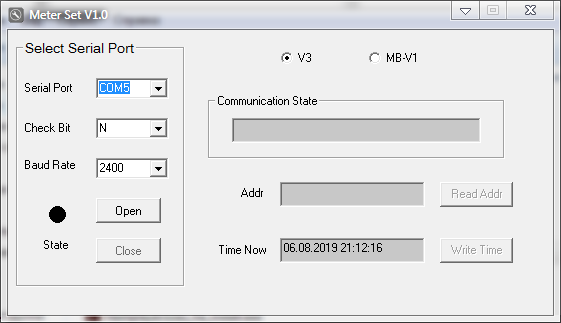 Meter Set V1.0
Select Serial Port
Serial Port COM5
Check Bit N
Baud Rate 2400
Open
State
Close
V3 MB-V1
Communication State
Addr Read Addr
Time Now 06.08.2019 21:12:16 Write Time